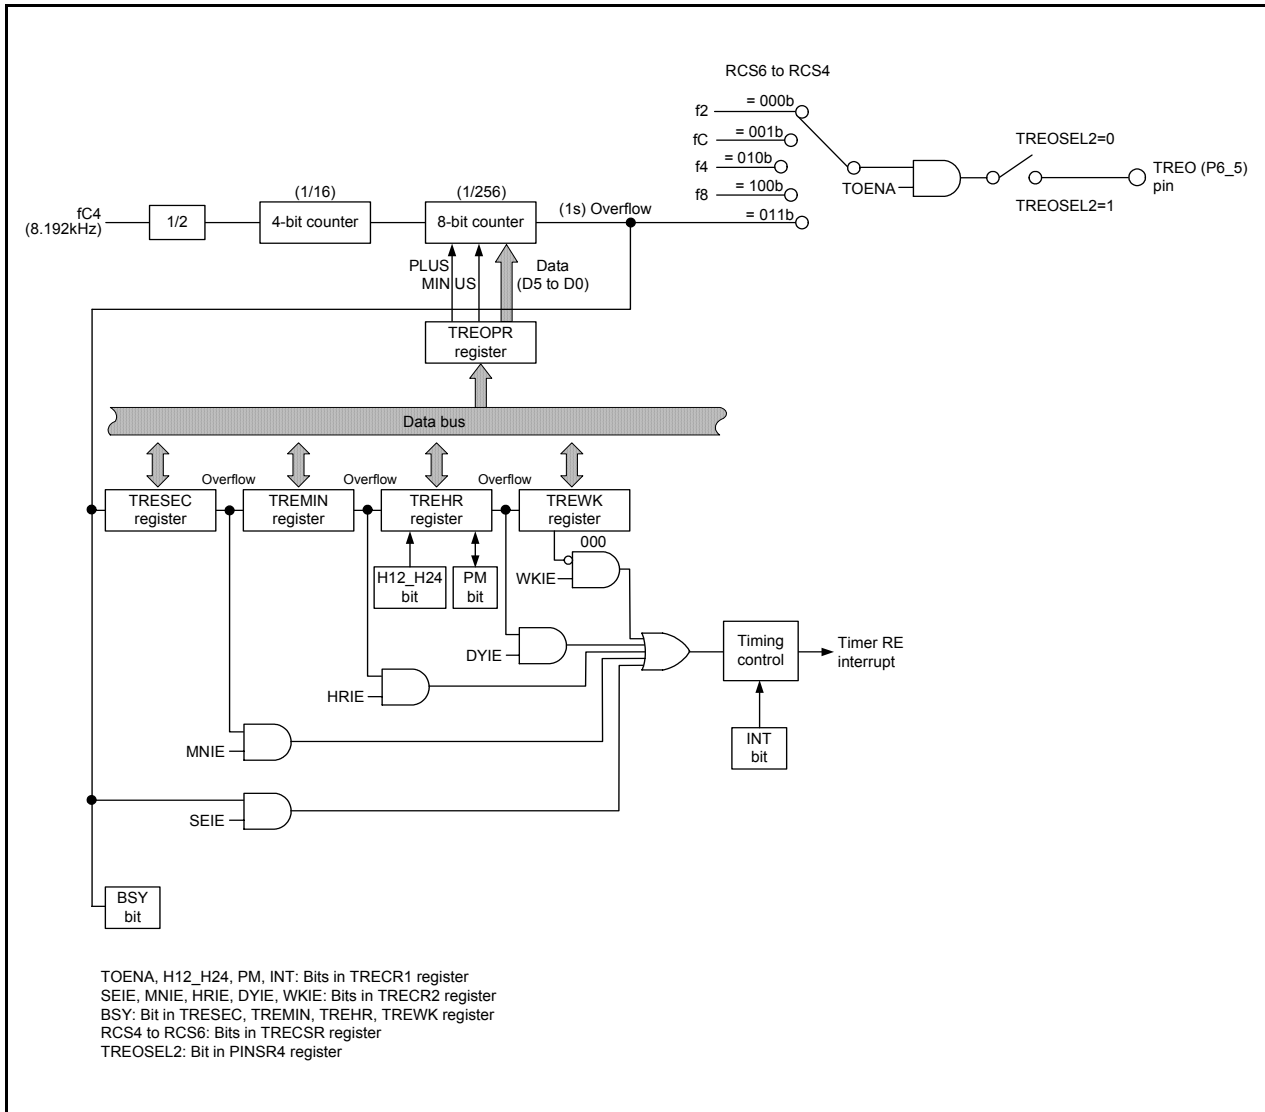 RCS6 to RCS4
f2
= 000b
fC
= 001b
f4
= 010b
f8
= 100b
= 011b
TOENA
TREOSEL2=0
TREOSEL2=1
TREO (P6_5)
pin
fC4
(8.192kHz)
1/2
(1/16)
4-bit counter
(1/256)
8-bit counter
(1s) Overflow
PLUS
MINUS
Data
(D5 to D0)
TREOPR
register
Data bus
TRESEC
register
Overflow
TREMIN
register
Overflow
TREHR
register
Overflow
TREWK
register
H12_H24
bit
PM
bit
000
WKIE
DYIE
HRIE
MNIE
SEIE
Timing
control
Timer RE
interrupt
INT
bit
BSY
bit
TOENA, H12_H24, PM, INT: Bits in TRECR1 register
SEIE, MNIE, HRIE, DYIE, WKIE: Bits in TRECR2 register
BSY: Bit in TRESEC, TREMIN, TREHR, TREWK register
RCS4 to RCS6: Bits in TRECSR register
TREOSEL2: Bit in PINSR4 register